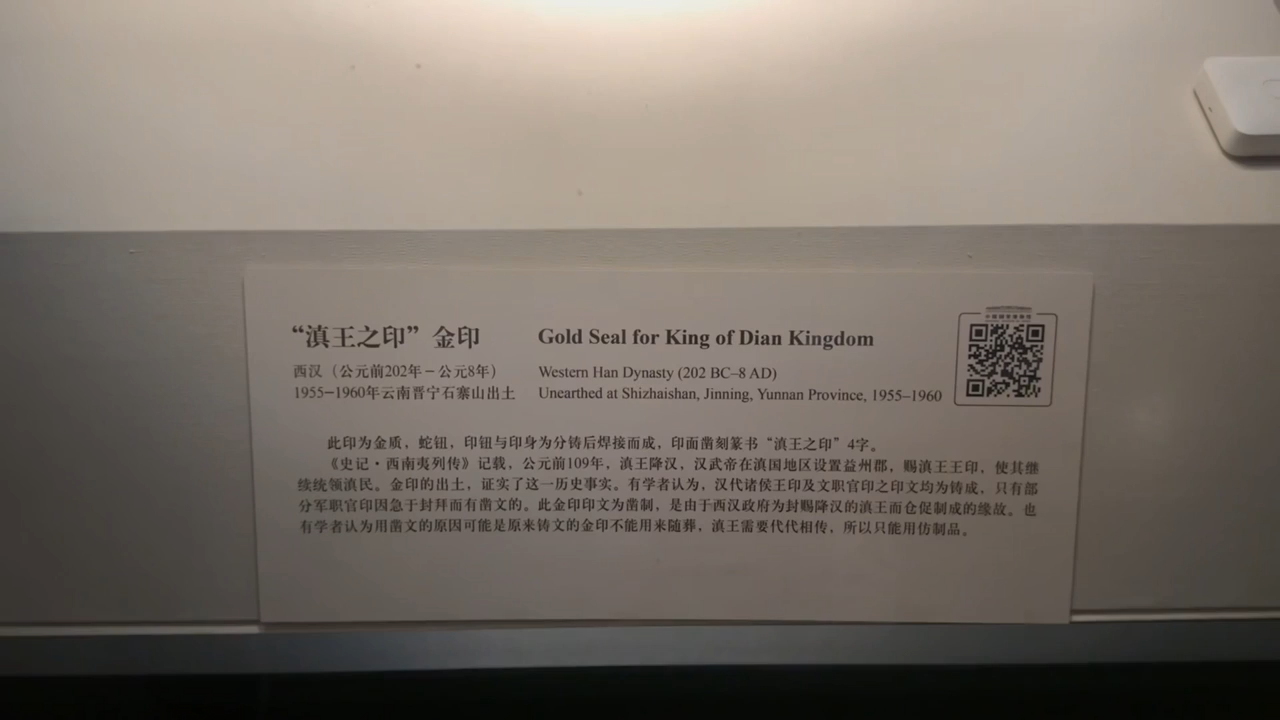 “滇王之印”金印
Gold Seal for King of Dian Kingdom
西汉（公元前202年－公元8年）
Western Han Dynasty (202 BC–8 AD)
1955－1960年云南晋宁石寨山出土
Unearthed at Shizhaishan, Jinning, Yunnan Province, 1955–1960
此印为金质，蛇钮，印钮与印身为分铸后焊接而成，印面凿刻篆书“滇王之印”4字。
《史记·西南夷列传》记载，公元前109年，滇王降汉，汉武帝在滇国地区设置益州郡，赐滇王王印，使其继
续统领滇民。金印的出土，证实了这一历史事实。有学者认为，汉代诸侯王印及文职官印之印文均为铸成，只有部
分军职官印因急于封拜而有凿文的。此金印印文为凿制，是由于西汉政府为封赐降汉的滇王而仓促制成的缘故。也
有学者认为用凿文的原因可能是原来铸文的金印不能用来随葬，滇王需要代代相传，所以只能用仿制品。